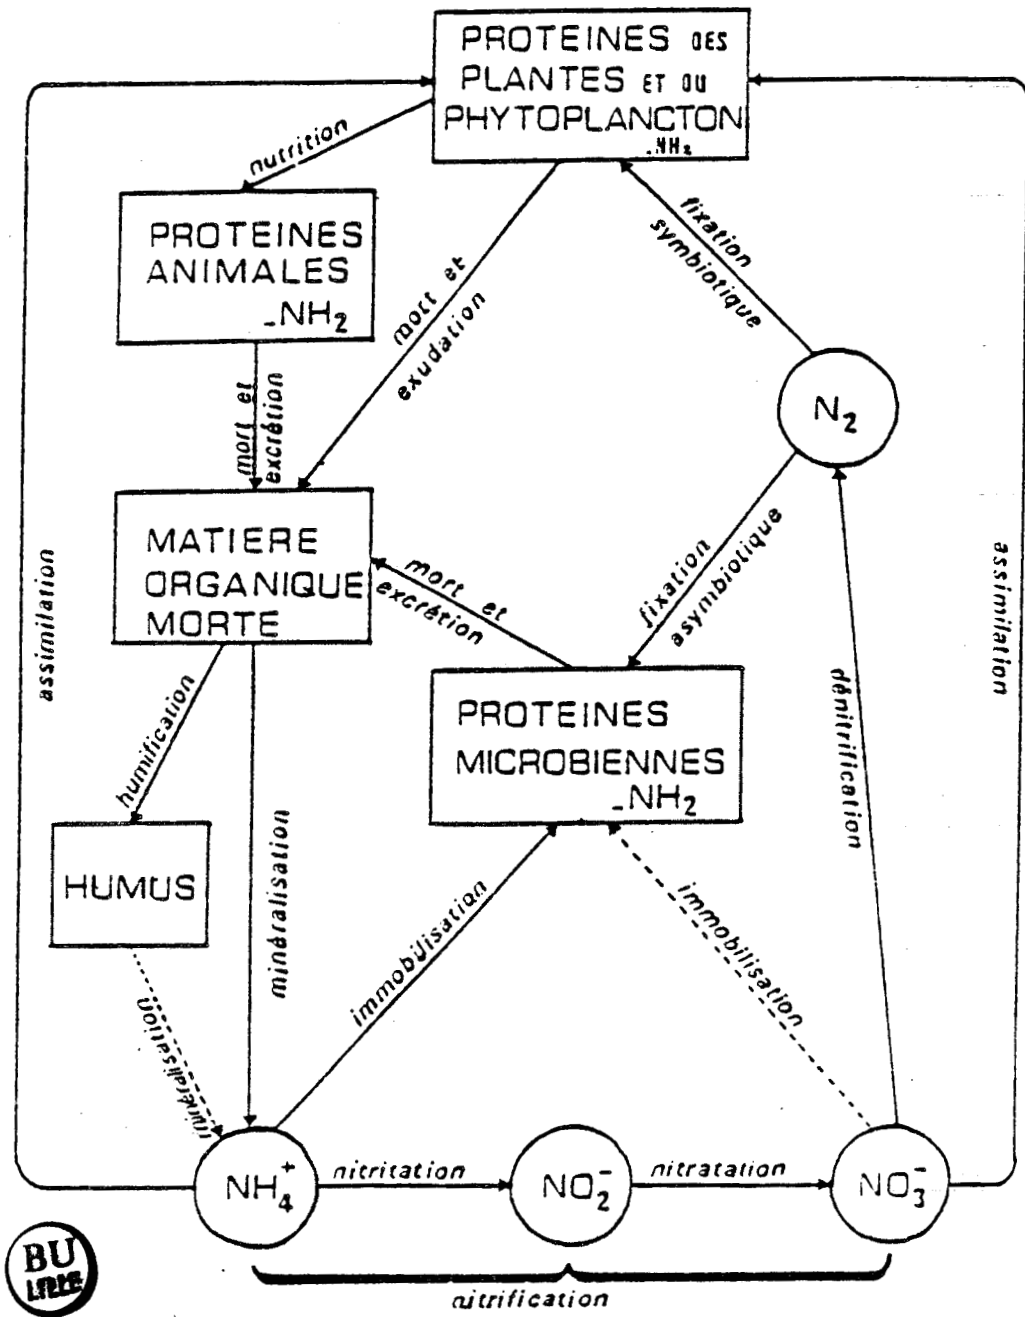 PROTEINES DES
PLANTES ET DU
PHYTOPLANCTON
-NH₂
nutrition
PROTEINES
ANIMALES
-NH₂
fixation
symbiotique
mort et
exudation
N₂
mort et
excrétion
MATIERE
ORGANIQUE
MORTE
mort et
excrétion
fixation
asymbiotique
assimilation
assimilation
PROTEINES
MICROBIENNES
-NH₂
humification
dénitrification
HUMUS
minéralisation
immobilisation
immobilisation
minéralisation
NH₄⁺
nitritation
NO₂⁻
nitratation
NO₃⁻
nitrification
BU
LILLE